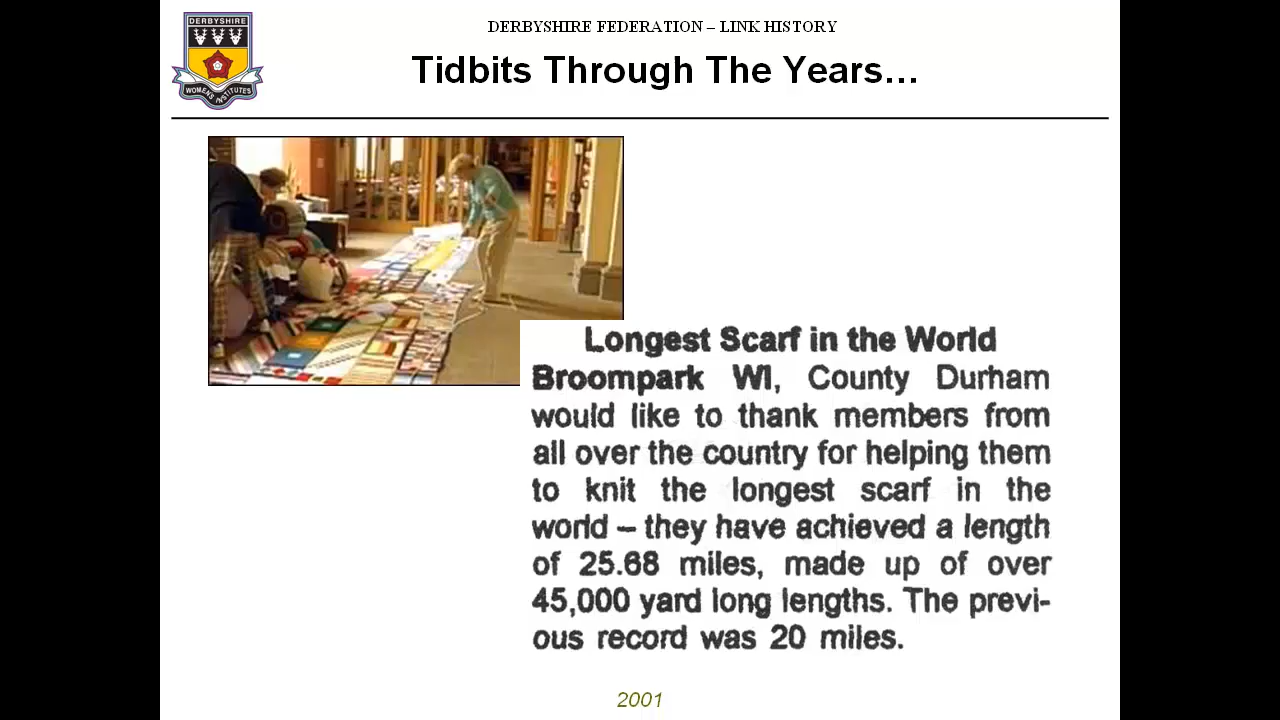 DERBYSHIRE FEDERATION – LINK HISTORY
DERBYSHIRE
Tidbits Through The Years...
WOMENS INSTITUTES
Longest Scarf in the World
Broompark WI, County Durham
would like to thank members from
all over the country for helping them
to knit the longest scarf in the
world – they have achieved a length
of 25.68 miles, made up of over
45,000 yard long lengths. The previ-
ous record was 20 miles.
2001